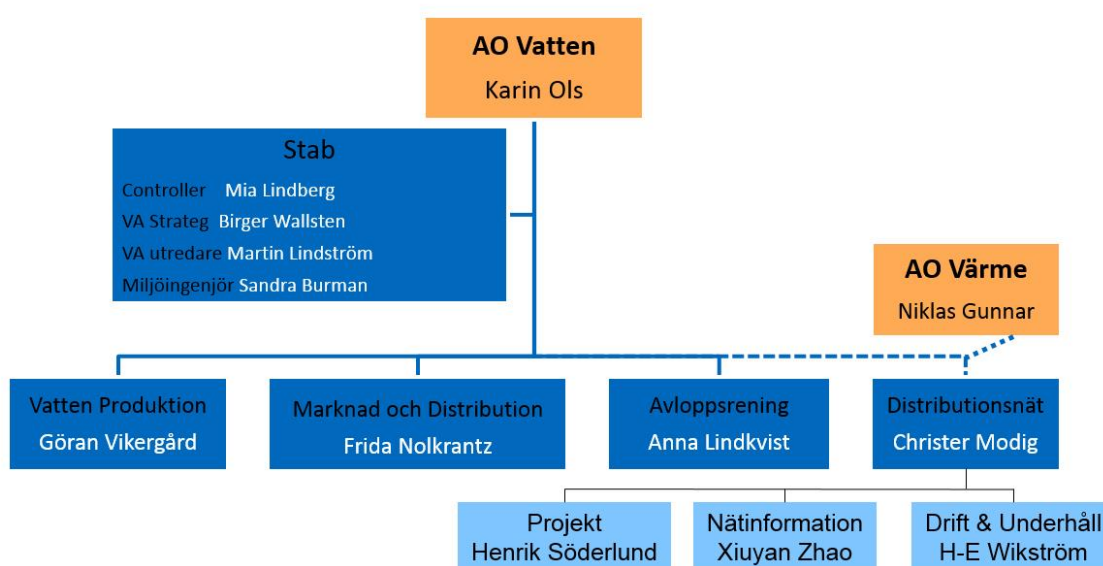 AO Vatten
Karin Ols
Stab
Controller Mia Lindberg
VA Strateg Birger Wallsten
VA utredare Martin Lindström
Miljöingenjör Sandra Burman
AO Värme
Niklas Gunnar
Vatten Produktion
Göran Vikergård
Marknad och Distribution
Frida Nolkrantz
Avloppsrening
Anna Lindkvist
Distributionsnät
Christer Modig
Projekt
Henrik Söderlund
Nätinformation
Xiuyan Zhao
Drift & Underhåll
H-E Wikström